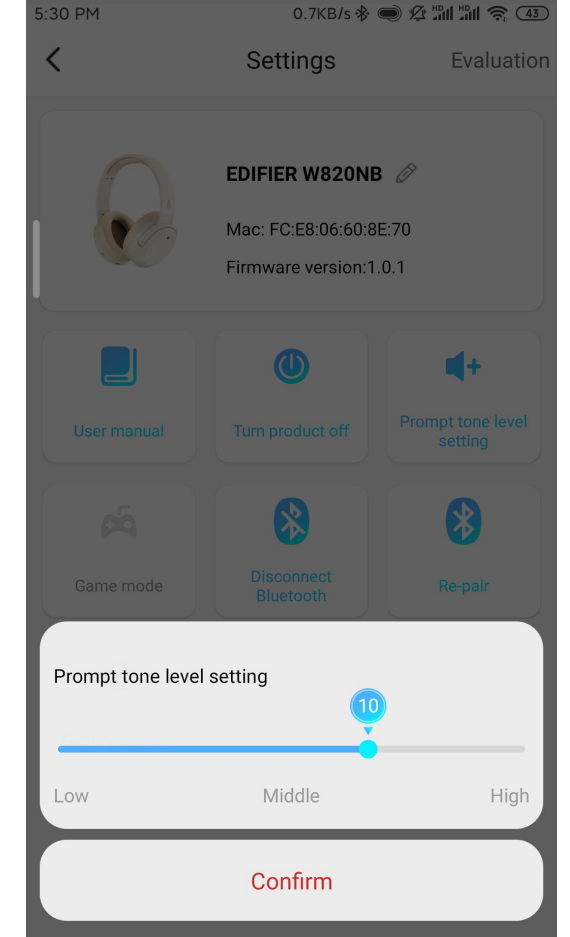 5:30 PM 0.7KB/s HD HD 43
Settings Evaluation
EDIFIER W820NB
Mac: FC:E8:06:60:8E:70
Firmware version:1.0.1
User manual
Turn product off
Prompt tone level
setting
Game mode
Disconnect
Bluetooth
Re-pair
Prompt tone level setting
10
Low Middle High
Confirm